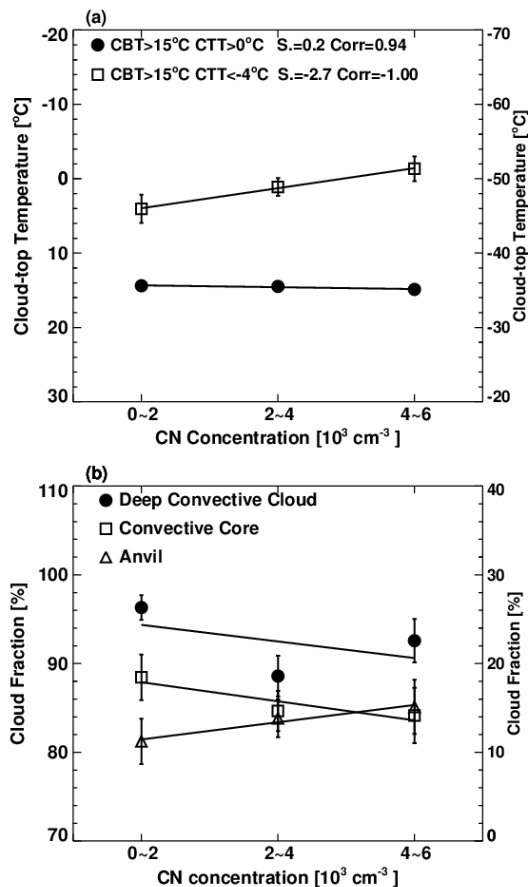 (a)
-20
-10
0
10
20
30
Cloud-top Temperature [°C]
CBT>15°C CTT>0°C S.=0.2 Corr=0.94
CBT>15°C CTT<-4°C S.=-2.7 Corr=-1.00
-70
-60
-50
-40
-30
-20
Cloud-top Temperature [°C]
0~2 2~4 4~6
CN Concentration [10³ cm⁻³ ]
(b)
110
100
90
80
70
Cloud Fraction [%]
Deep Convective Cloud
Convective Core
Anvil
40
30
20
10
0
Cloud Fraction [%]
0~2 2~4 4~6
CN concentration [10³ cm⁻³ ]